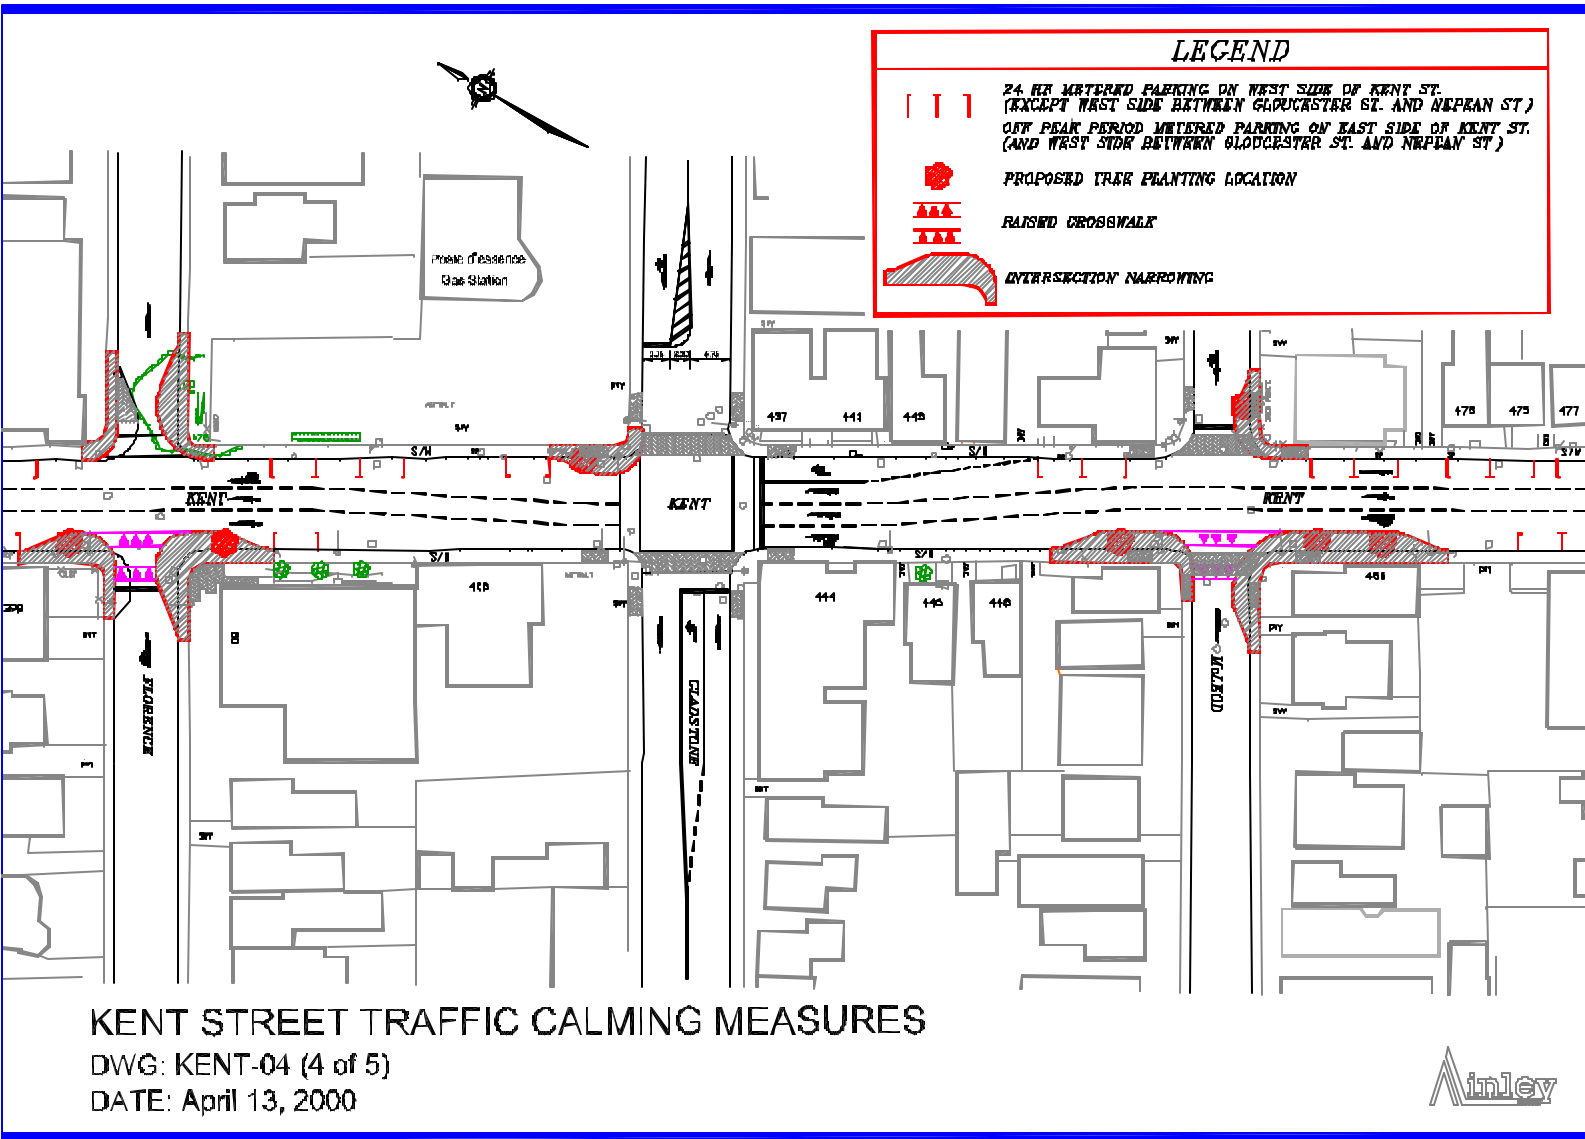 LEGEND
24 HR METERED PARKING ON WEST SIDE OF KENT ST.
(EXCEPT WEST SIDE BETWEEN GLOUCESTER ST. AND NEPEAN ST)
OFF PEAK PERIOD METERED PARKING ON EAST SIDE OF KENT ST.
(AND WEST SIDE BETWEEN GLOUCESTER ST. AND NEPEAN ST)
PROPOSED TREE PLANTING LOCATION
RAISED CROSSWALK
INTERSECTION NARROWING
Poste d'essence
Gas Station
437
441
443
473
475
477
S/W
S/W
S/W
KENT
KENT
KENT
S/W
S/W
444
446
448
FLORENCE
GLADSTONE
McLEOD
KENT STREET TRAFFIC CALMING MEASURES
DWG: KENT-04 (4 of 5)
DATE: April 13, 2000
Ainley